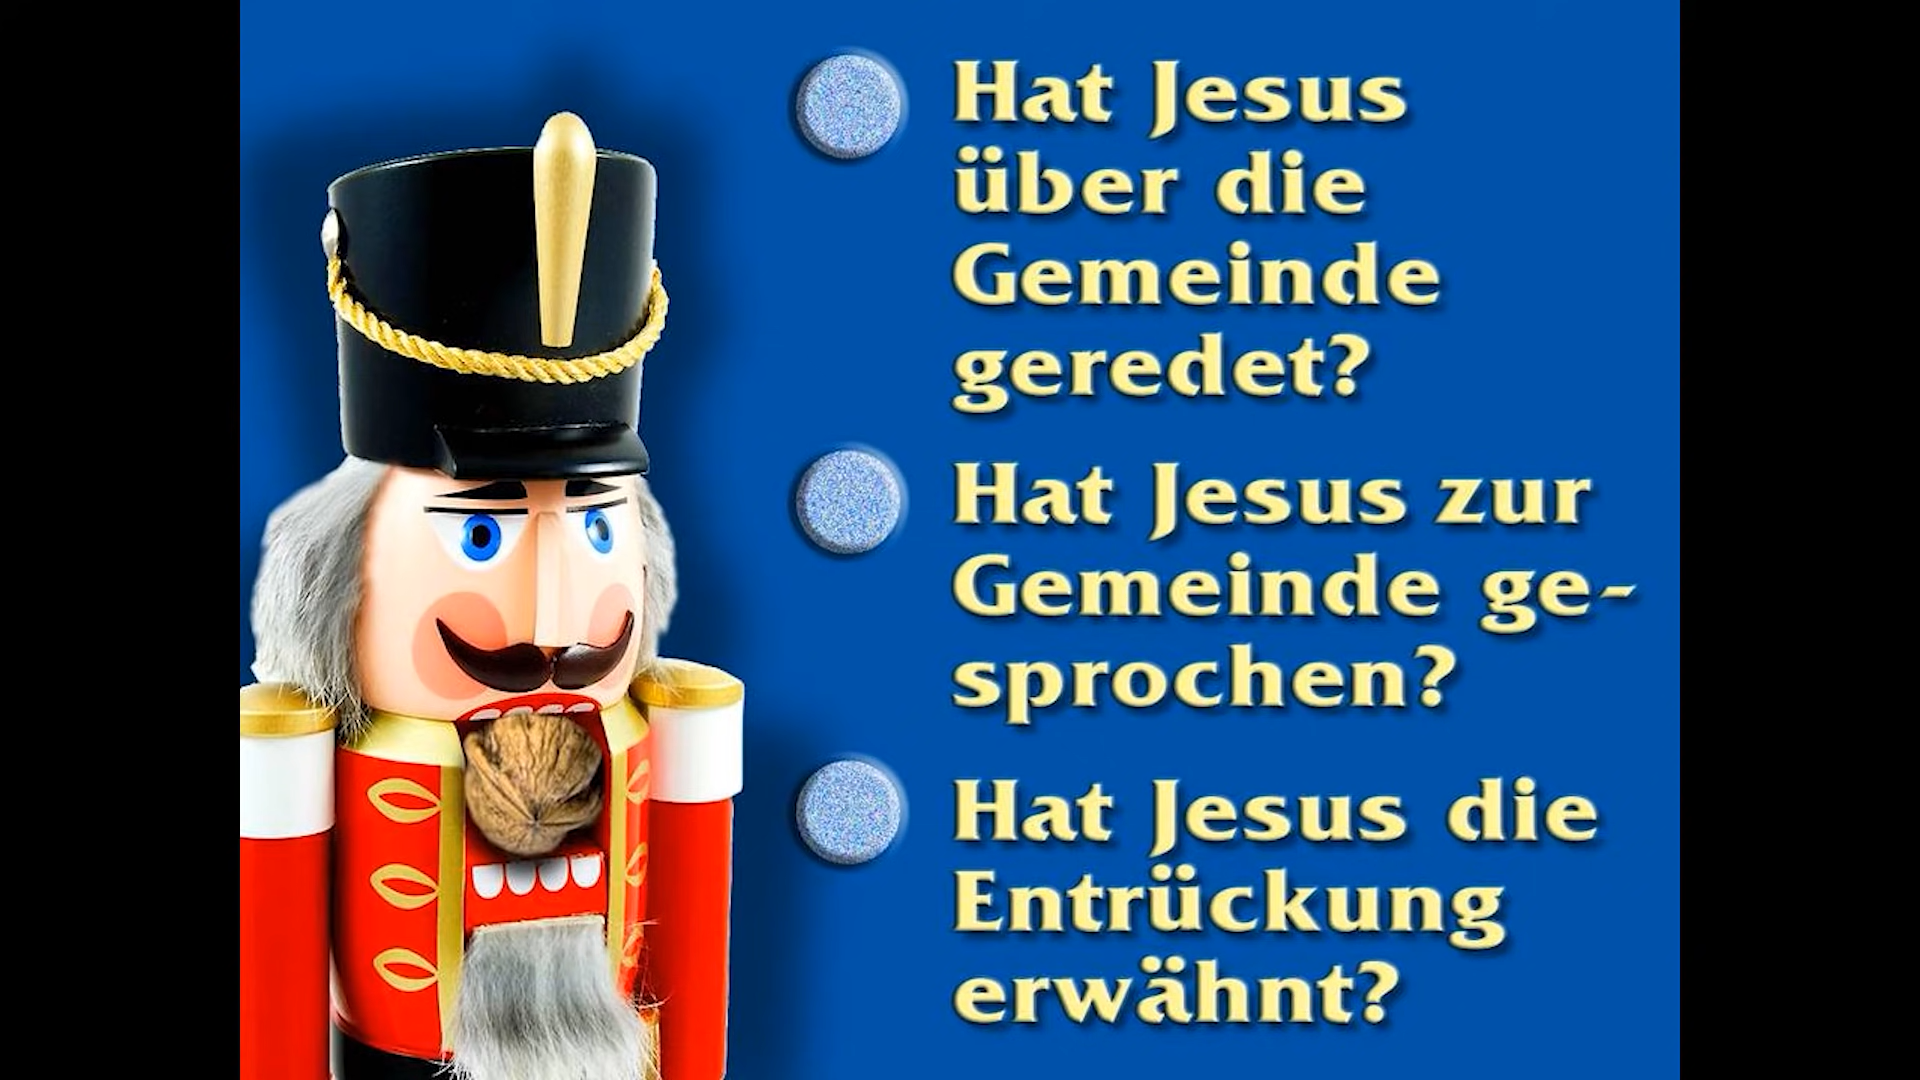 Hat Jesus
über die
Gemeinde
geredet?
Hat Jesus zur
Gemeinde ge-
sprochen?
Hat Jesus die
Entrückung
erwähnt?